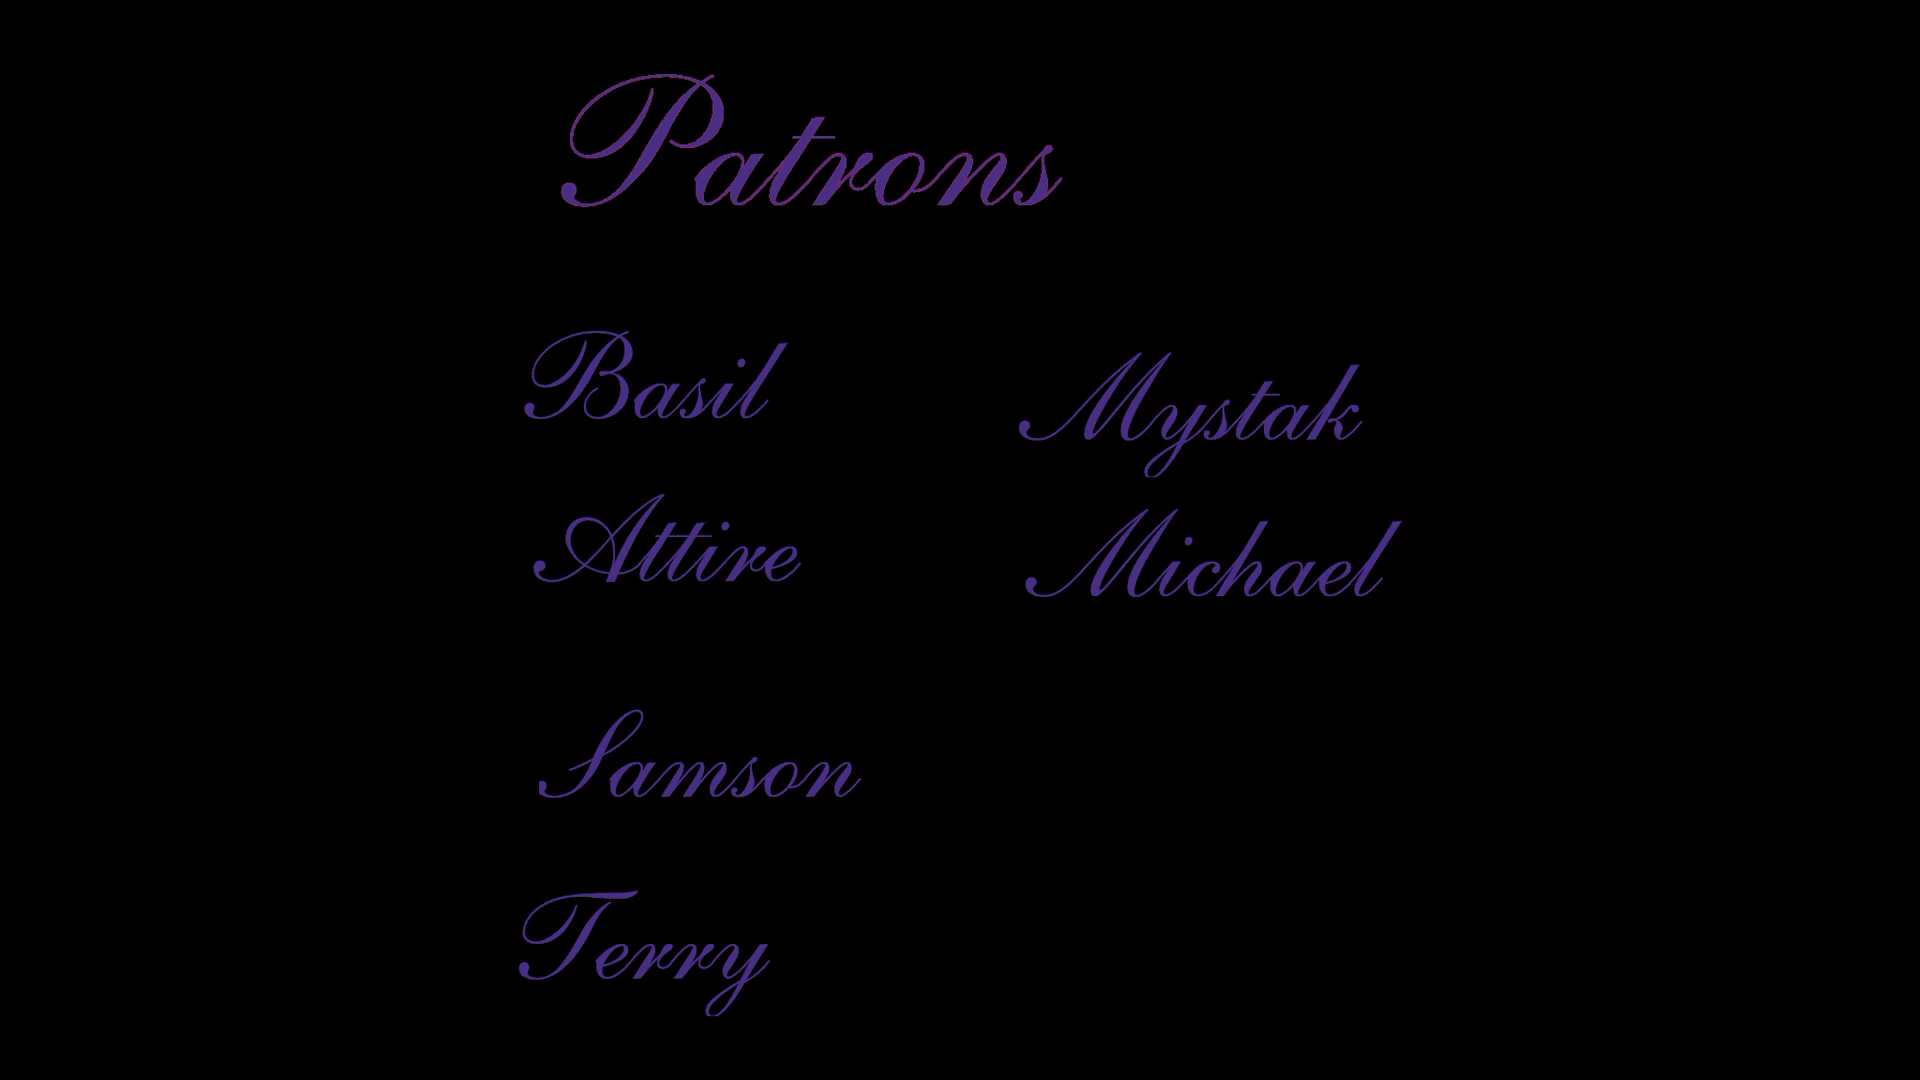 Patrons
Basil
Attire
Samson
Terry
Mystak
Michael